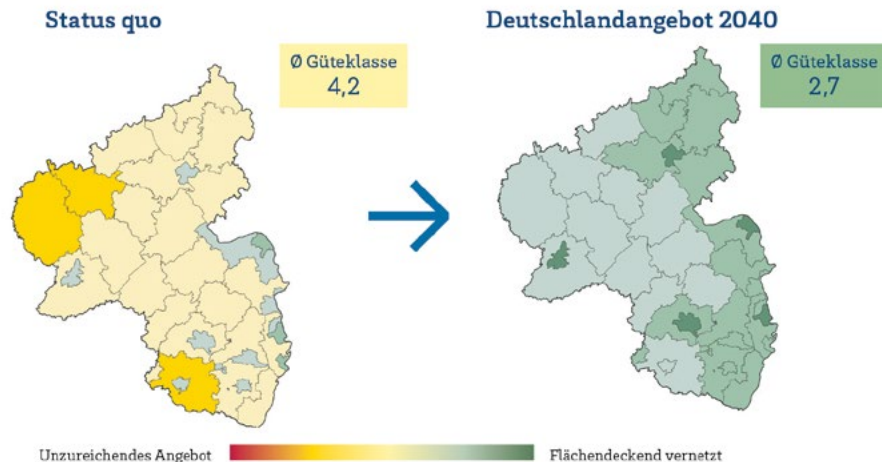 Status quo
Deutschlandangebot 2040
Ø Güteklasse
4,2
Ø Güteklasse
2,7
Unzureichendes Angebot
Flächendeckend vernetzt